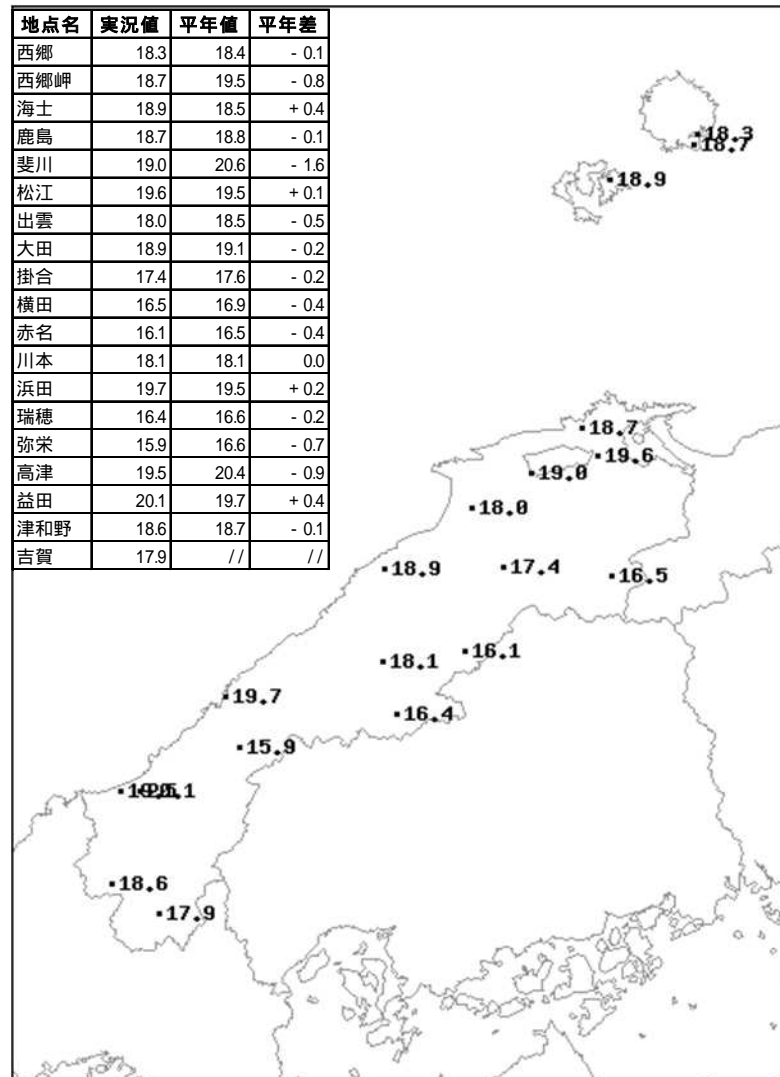 地点名 実況値 平年値 平年差
西郷 18.3 18.4 - 0.1
西郷岬 18.7 19.5 - 0.8
海士 18.9 18.5 + 0.4
鹿島 18.7 18.8 - 0.1
斐川 19.0 20.6 - 1.6
松江 19.6 19.5 + 0.1
出雲 18.0 18.5 - 0.5
大田 18.9 19.1 - 0.2
掛合 17.4 17.6 - 0.2
横田 16.5 16.9 - 0.4
赤名 16.1 16.5 - 0.4
川本 18.1 18.1 0.0
浜田 19.7 19.5 + 0.2
瑞穂 16.4 16.6 - 0.2
弥栄 15.9 16.6 - 0.7
高津 19.5 20.4 - 0.9
益田 20.1 19.7 + 0.4
津和野 18.6 18.7 - 0.1
吉賀 17.9 // //
18.3
18.7
18.9
18.7
19.6
19.0
18.0
18.9
17.4
16.5
16.1
18.1
19.7
16.4
15.9
18.6
17.9